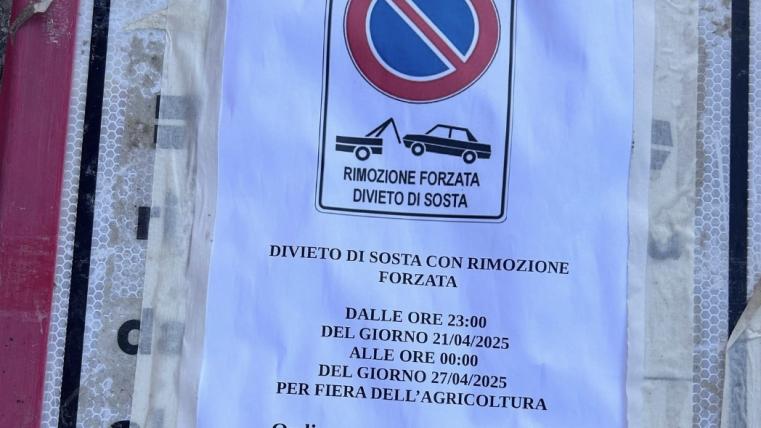 RIMOZIONE FORZATA
DIVIETO DI SOSTA
DIVIETO DI SOSTA CON RIMOZIONE
FORZATA
DALLE ORE 23:00
DEL GIORNO 21/04/2025
ALLE ORE 00:00
DEL GIORNO 27/04/2025
PER FIERA DELL'AGRICOLTURA